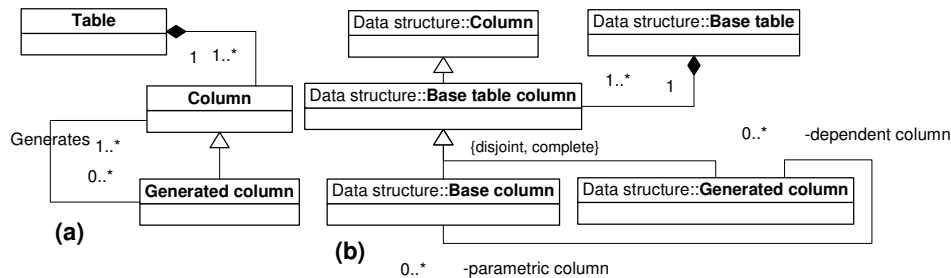 Table
1
1..*
Column
Generates
1..*
0..*
Generated column
(a)
Data structure::Column
Data structure::Base table
Data structure::Base table column
1..*
1
{disjoint, complete}
0..*
-dependent column
Data structure::Base column
Data structure::Generated column
(b)
0..*
-parametric column